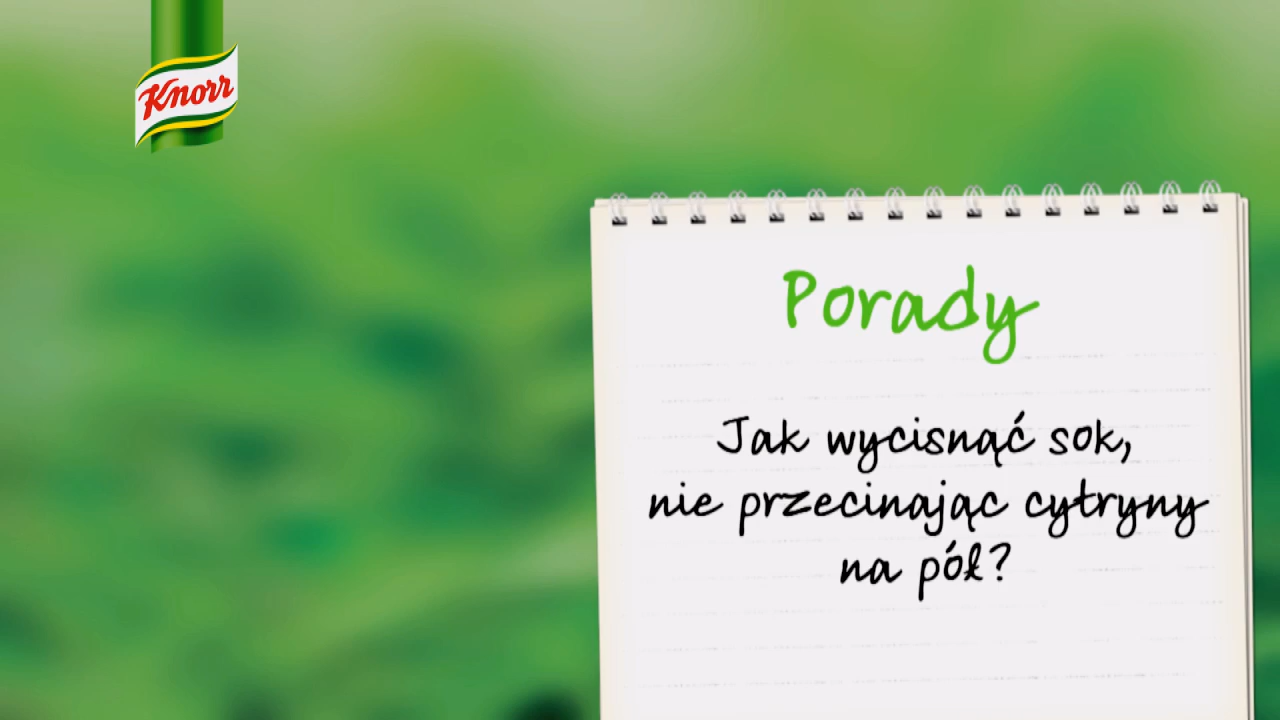 Knorr
Porady
Jak wycisnąć sok,
nie przecinając cytryny
na pół?